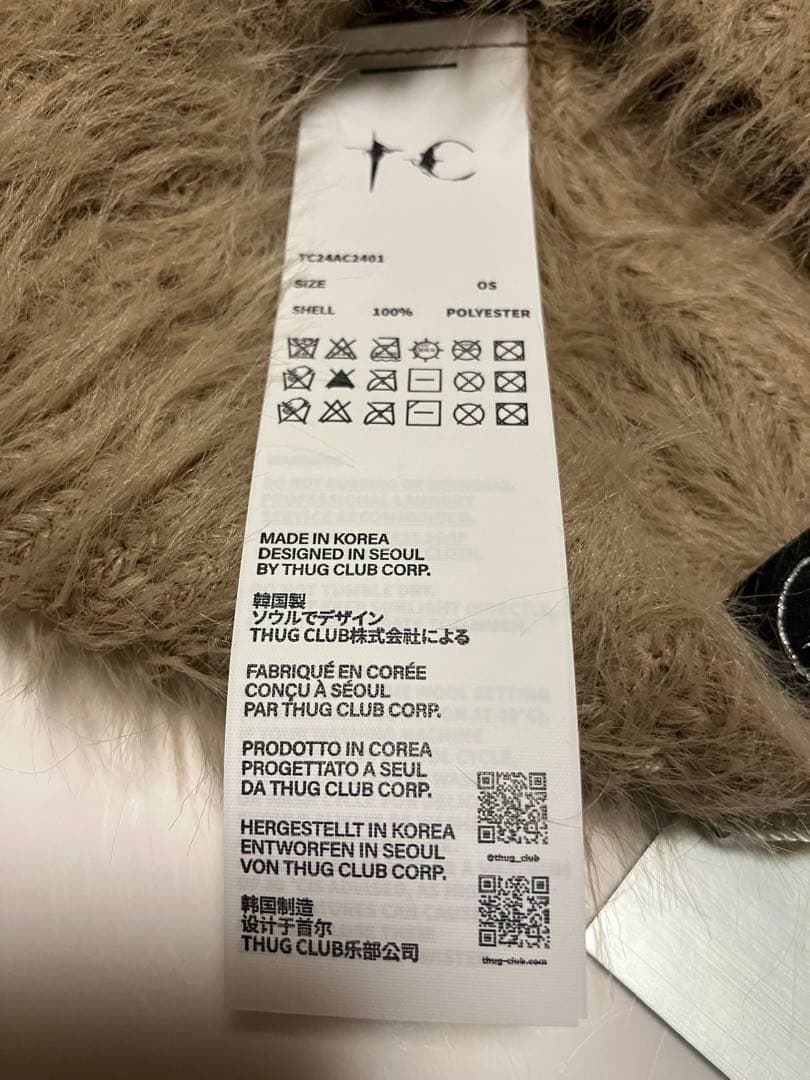 TC
TC24AC2401
SIZE OS
SHELL 100% POLYESTER
MADE IN KOREA
DESIGNED IN SEOUL
BY THUG CLUB CORP.
韓国製
ソウルでデザイン
THUG CLUB株式会社による
FABRIQUÉ EN CORÉE
CONÇU À SÉOUL
PAR THUG CLUB CORP.
PRODOTTO IN COREA
PROGETTATO A SEUL
DA THUG CLUB CORP.
HERGESTELLT IN KOREA
ENTWORFEN IN SEOUL
VON THUG CLUB CORP.
韩国制造
设计于首尔
THUG CLUB乐部公司
@thug_club
thug-club.com